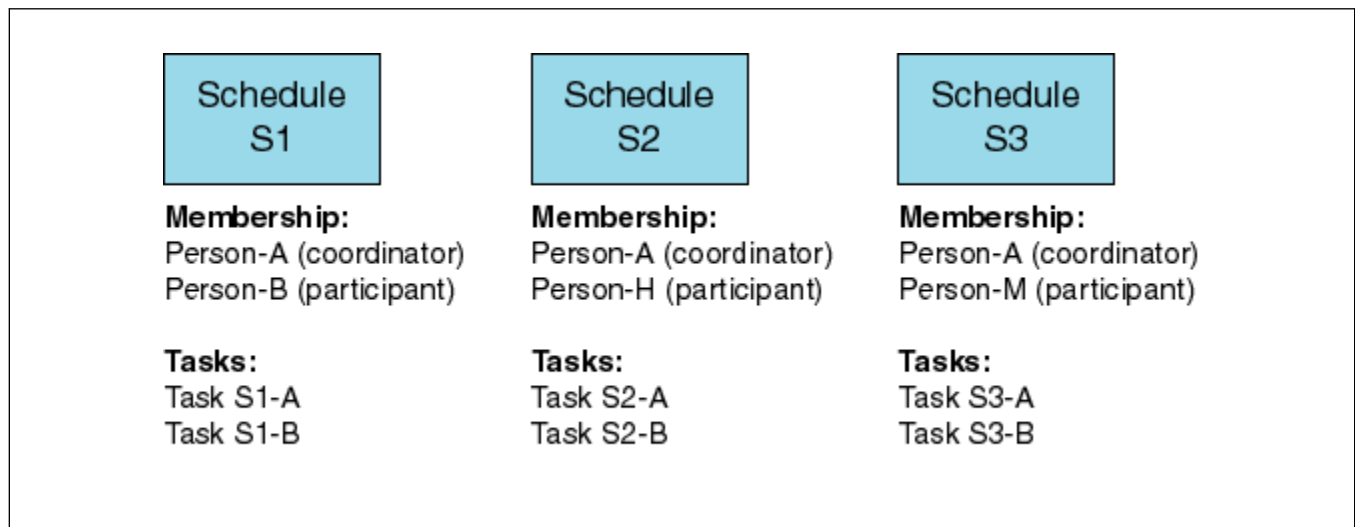 Schedule
S1
Membership:
Person-A (coordinator)
Person-B (participant)
Tasks:
Task S1-A
Task S1-B
Schedule
S2
Membership:
Person-A (coordinator)
Person-H (participant)
Tasks:
Task S2-A
Task S2-B
Schedule
S3
Membership:
Person-A (coordinator)
Person-M (participant)
Tasks:
Task S3-A
Task S3-B